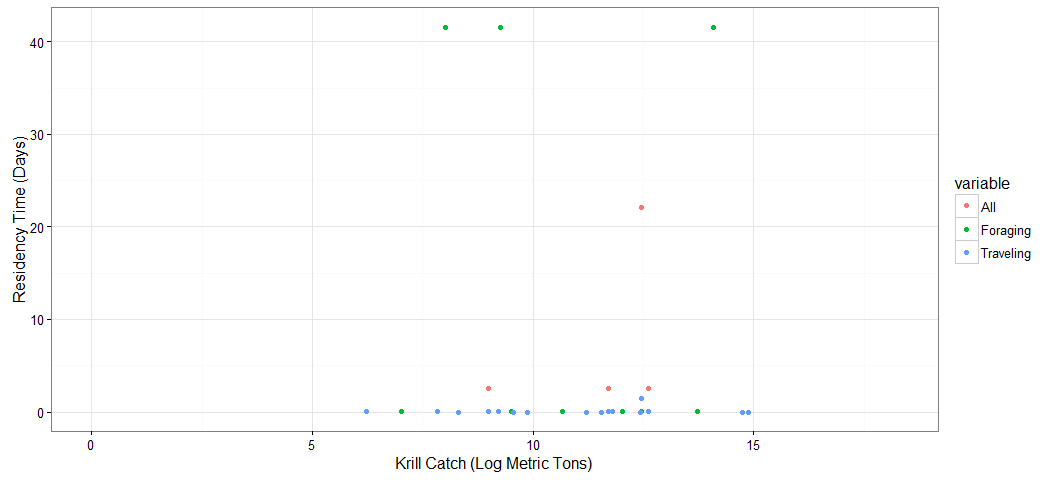 Residency Time (Days)
40
30
20
10
0
0
5
10
15
Krill Catch (Log Metric Tons)
variable
All
Foraging
Traveling